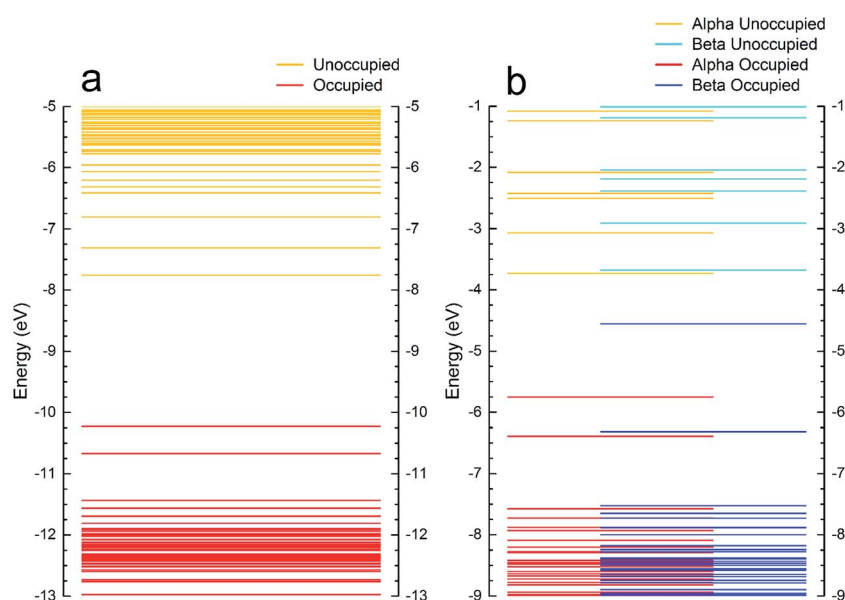 a
Unoccupied
Occupied
Energy (eV)
-5 -5
-6 -6
-7 -7
-8 -8
-9 -9
-10 -10
-11 -11
-12 -12
-13 -13
b
Alpha Unoccupied
Beta Unoccupied
Alpha Occupied
Beta Occupied
Energy (eV)
-1 -1
-2 -2
-3 -3
-4 -4
-5 -5
-6 -6
-7 -7
-8 -8
-9 -9